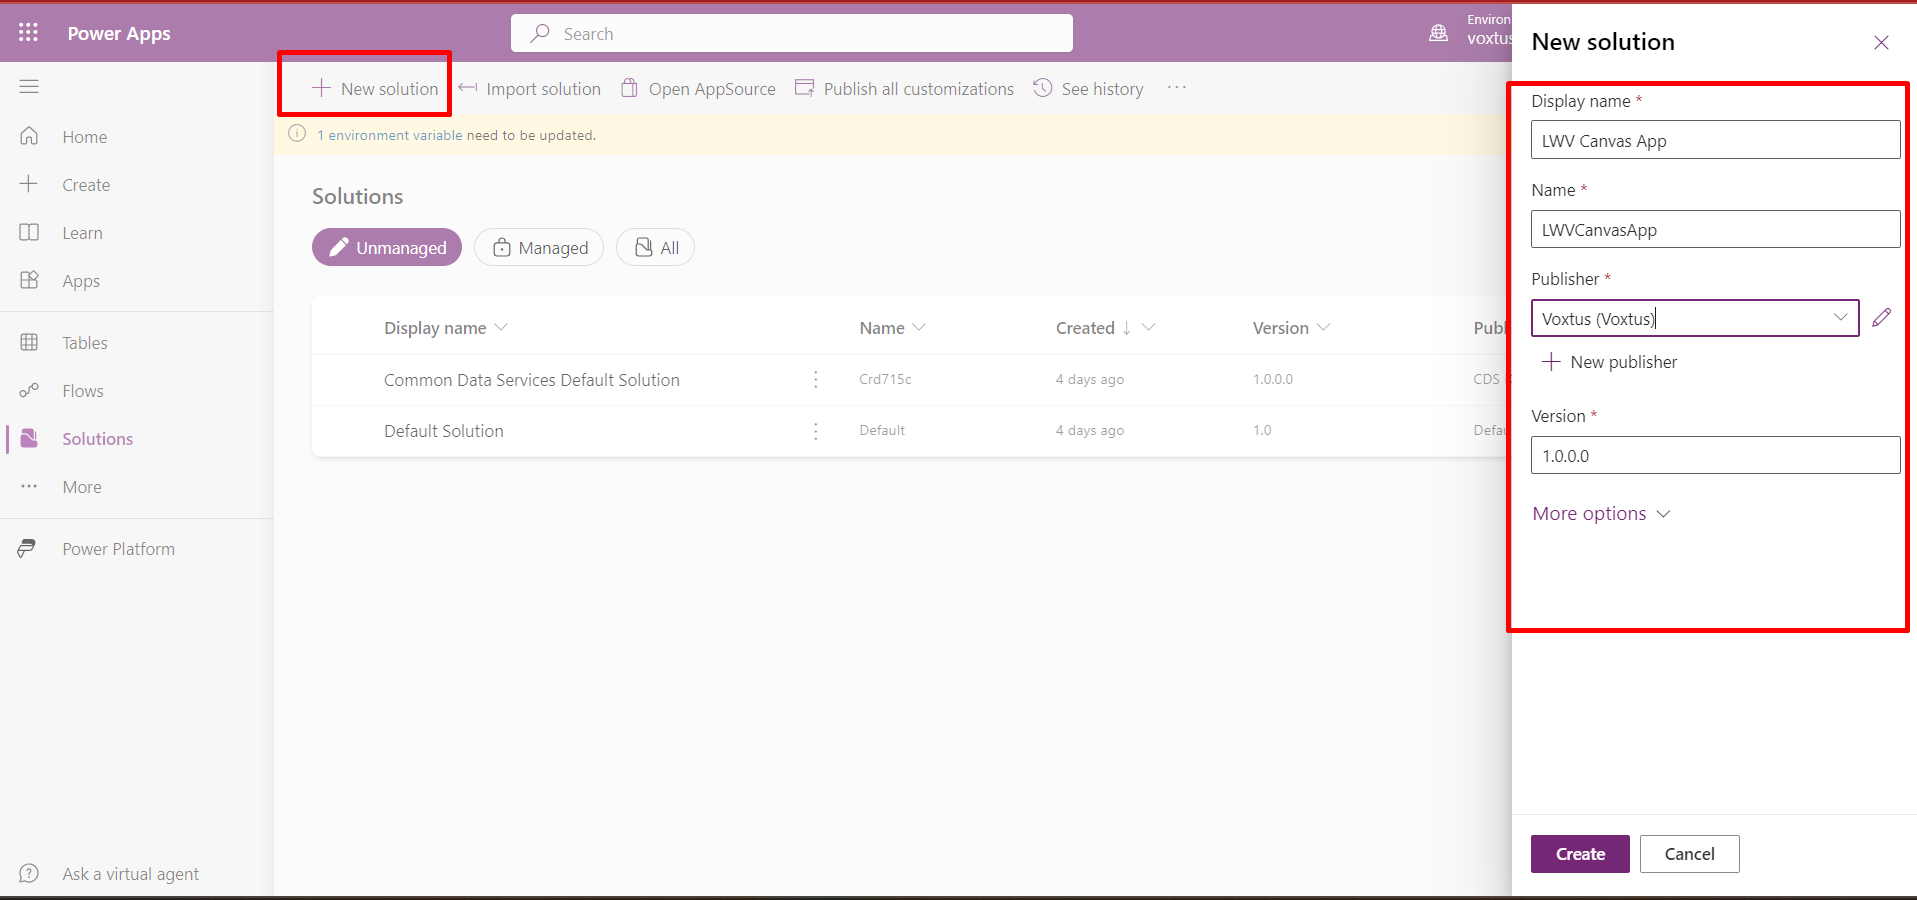 Power Apps
Search
Environ
voxtus
New solution
Import solution
Open AppSource
Publish all customizations
See history
1 environment variable need to be updated.
Home
Create
Learn
Apps
Tables
Flows
Solutions
More
Power Platform
Ask a virtual agent
Solutions
Unmanaged
Managed
All
Display name
Name
Created
Version
Publ
Common Data Services Default Solution
Crd715c
4 days ago
1.0.0.0
CDS
Default Solution
Default
4 days ago
1.0
Defau
New solution
Display name *
LWV Canvas App
Name *
LWVCanvasApp
Publisher *
Voxtus (Voxtus)
New publisher
Version *
1.0.0.0
More options
Create
Cancel